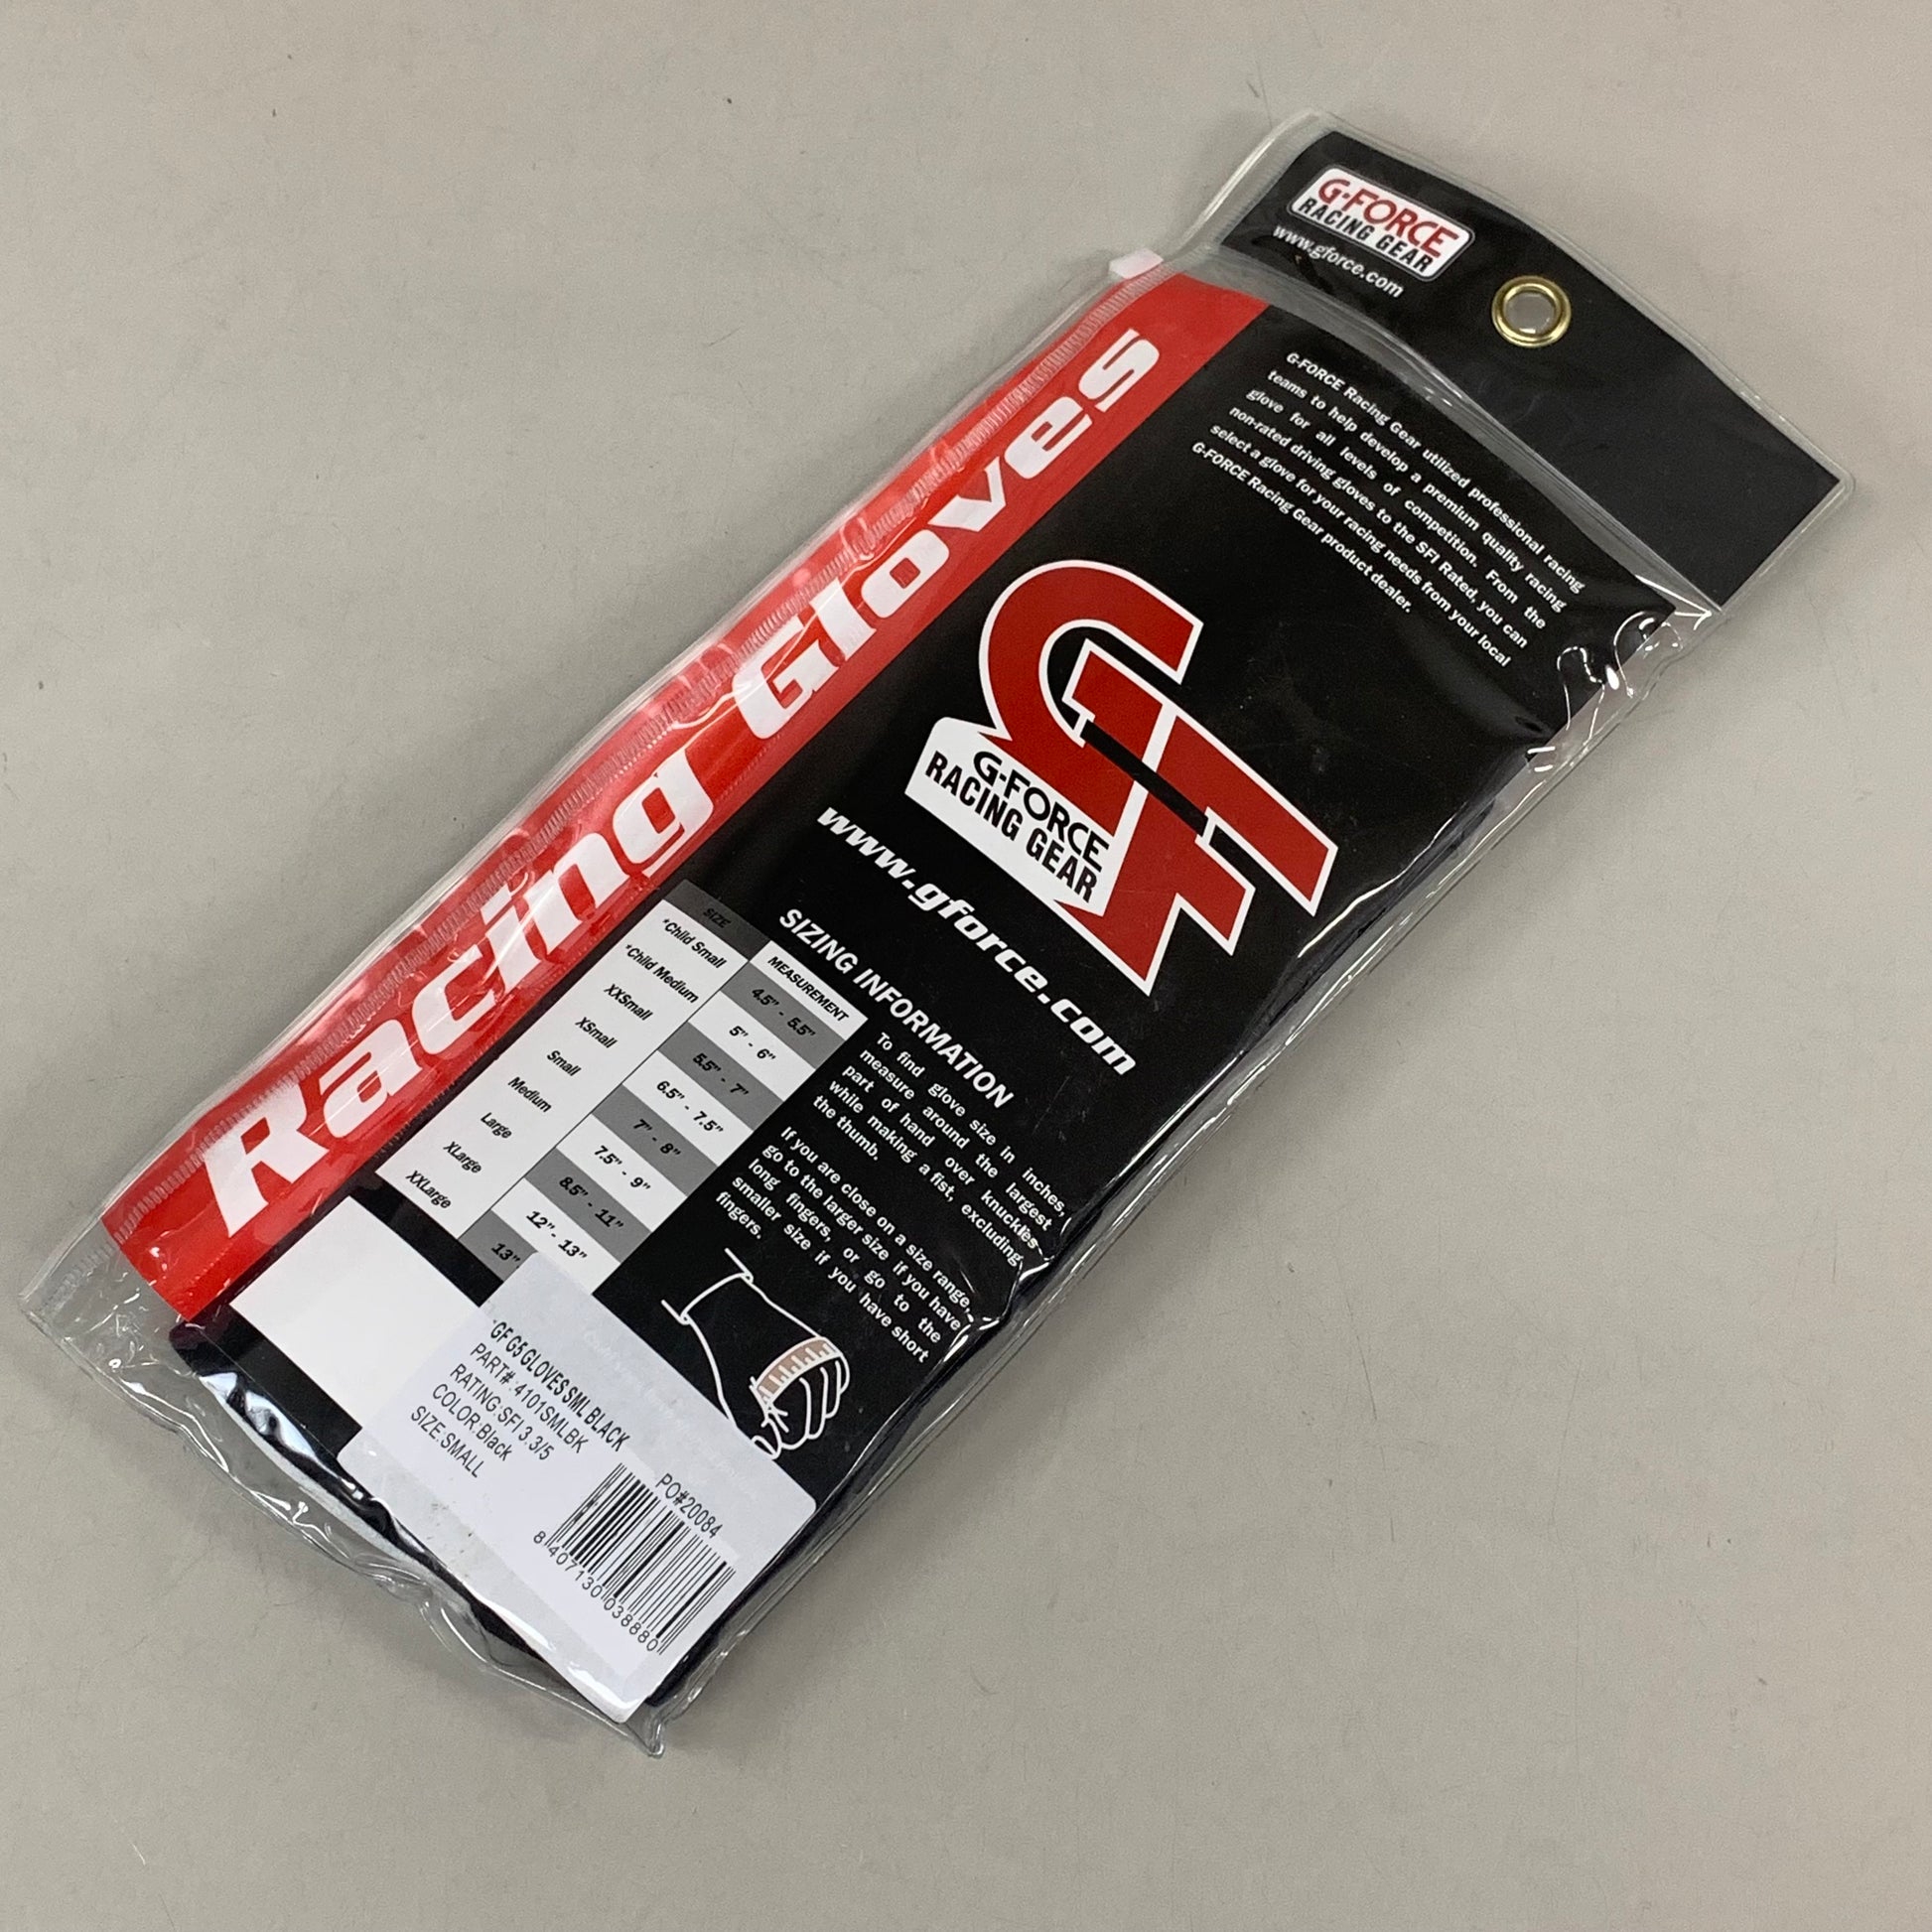 G-FORCE
RACING GEAR
www.gforce.com
Racing Gloves
G-FORCE Racing Gear utilized professional racing
teams to help develop a premium quality racing
glove for all levels of competition. From the
non-rated driving gloves to the SFI Rated, you can
select a glove for your racing needs from your local
G-FORCE Racing Gear product dealer.
GF
G-FORCE
RACING GEAR
www.gforce.com
SIZING INFORMATION
To find glove size in inches,
measure around the largest
part of hand over knuckles
while making a fist, excluding
the thumb.
If you are close on a size range,
go to the larger size if you have
long fingers, or go to the
smaller size if you have short
fingers.
SIZE MEASUREMENT
*Child Small 4.5" - 5.5"
*Child Medium 5" - 6"
XXSmall 5.5" - 7"
XSmall 6.5" - 7.5"
Small 7" - 8"
Medium 7.5" - 9"
Large 8.5" - 11"
XLarge 12" - 13"
XXLarge 13"
GF G5 GLOVES SML BLACK
PART#:4101SMLBK
RATING:SFI 3.3/5
COLOR:Black
SIZE:SMALL
PO#20084
8 40713003888 0